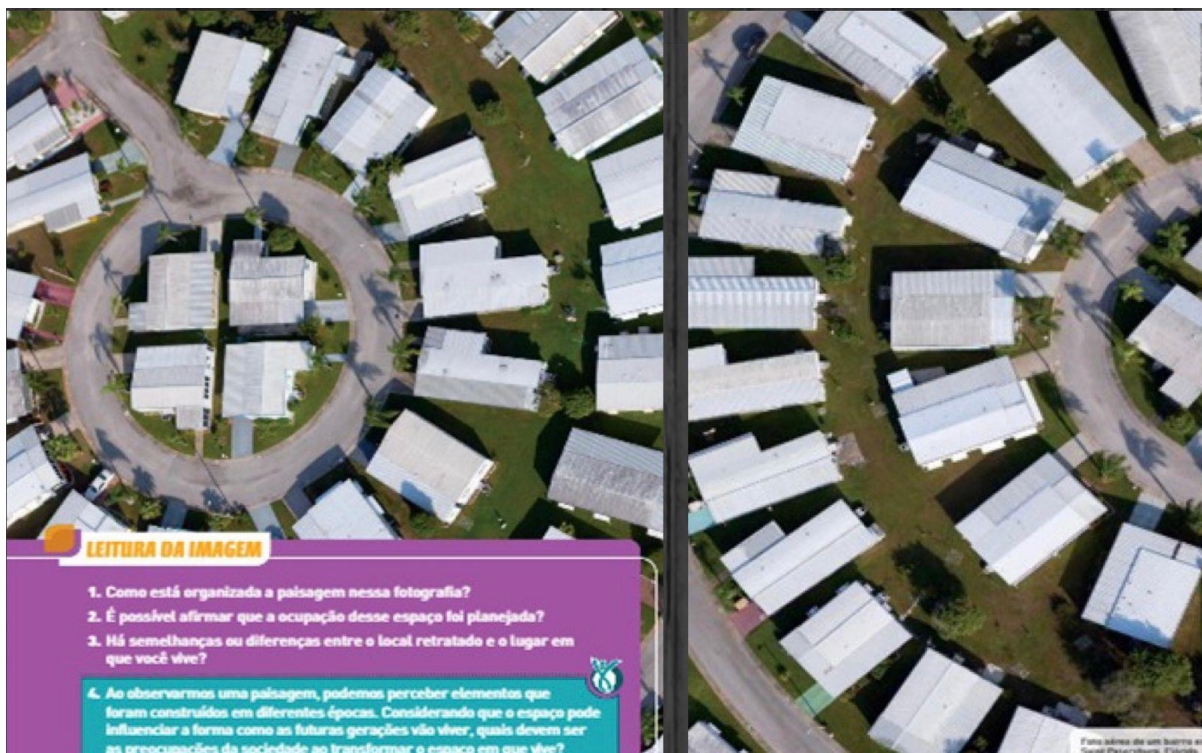 LEITURA DA IMAGEM
1. Como está organizada a paisagem nessa fotografia?
2. É possível afirmar que a ocupação desse espaço foi planejada?
3. Há semelhanças ou diferenças entre o local retratado e o lugar em
que você vive?
4. Ao observarmos uma paisagem, podemos perceber elementos que
foram construídos em diferentes épocas. Considerando que o espaço pode
influenciar a forma como as futuras gerações vão viver, quais devem ser
as preocupações da sociedade ao transformar o espaço em que vive?
Foto aérea de um bairro